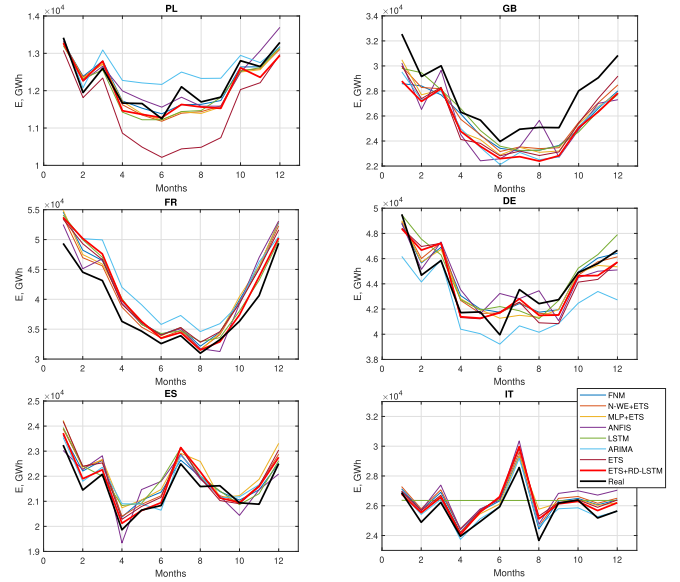 PL
×10⁴
1.4
1.3
1.2
1.1
1
E, GWh
0 2 4 6 8 10 12
Months
GB
×10⁴
3.4
3.2
3
2.8
2.6
2.4
2.2
E, GWh
0 2 4 6 8 10 12
Months
FR
×10⁴
5.5
5
4.5
4
3.5
3
E, GWh
0 2 4 6 8 10 12
Months
DE
×10⁴
5
4.8
4.6
4.4
4.2
4
3.8
E, GWh
0 2 4 6 8 10 12
Months
ES
×10⁴
2.5
2.4
2.3
2.2
2.1
2
1.9
E, GWh
0 2 4 6 8 10 12
Months
IT
×10⁴
3.2
3
2.8
2.6
2.4
E, GWh
0 2 4 6 8 10 12
Months
FNM
N-WE+ETS
MLP+ETS
ANFIS
LSTM
ARIMA
ETS
ETS+RD-LSTM
Real